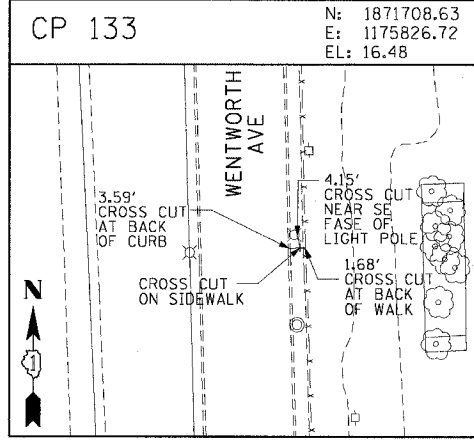 CP 133
N: 1871708.63
E: 1175826.72
EL: 16.48
WENTWORTH
AVE
3.59'
CROSS CUT
AT BACK
OF CURB
4.15'
CROSS CUT
NEAR SE
FASE OF
LIGHT POLE
CROSS CUT
ON SIDEWALK
1.68'
CROSS CUT
AT BACK
OF WALK
N
1